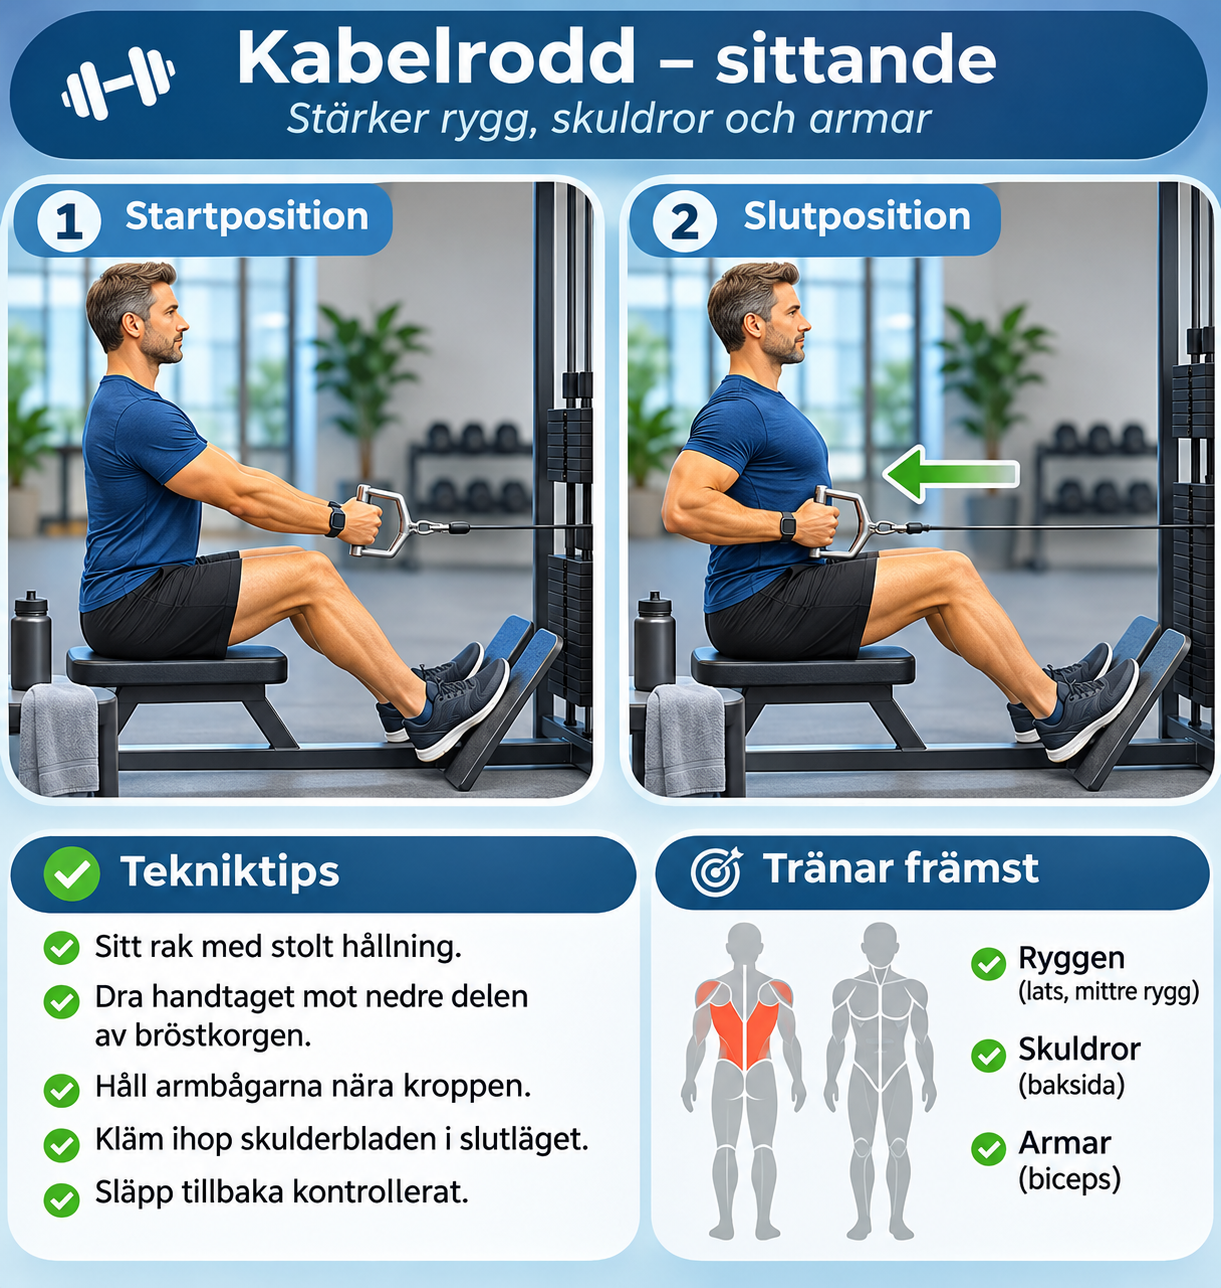 Kabelrodd – sittande
Stärker rygg, skuldror och armar
1 Startposition
2 Slutposition
Tekniktips
Sitt rak med stolt hållning.
Dra handtaget mot nedre delen
av bröstkorgen.
Håll armbågarna nära kroppen.
Kläm ihop skulderbladen i slutläget.
Släpp tillbaka kontrollerat.
Tränar främst
Ryggen
(lats, mittre rygg)
Skuldror
(baksida)
Armar
(biceps)